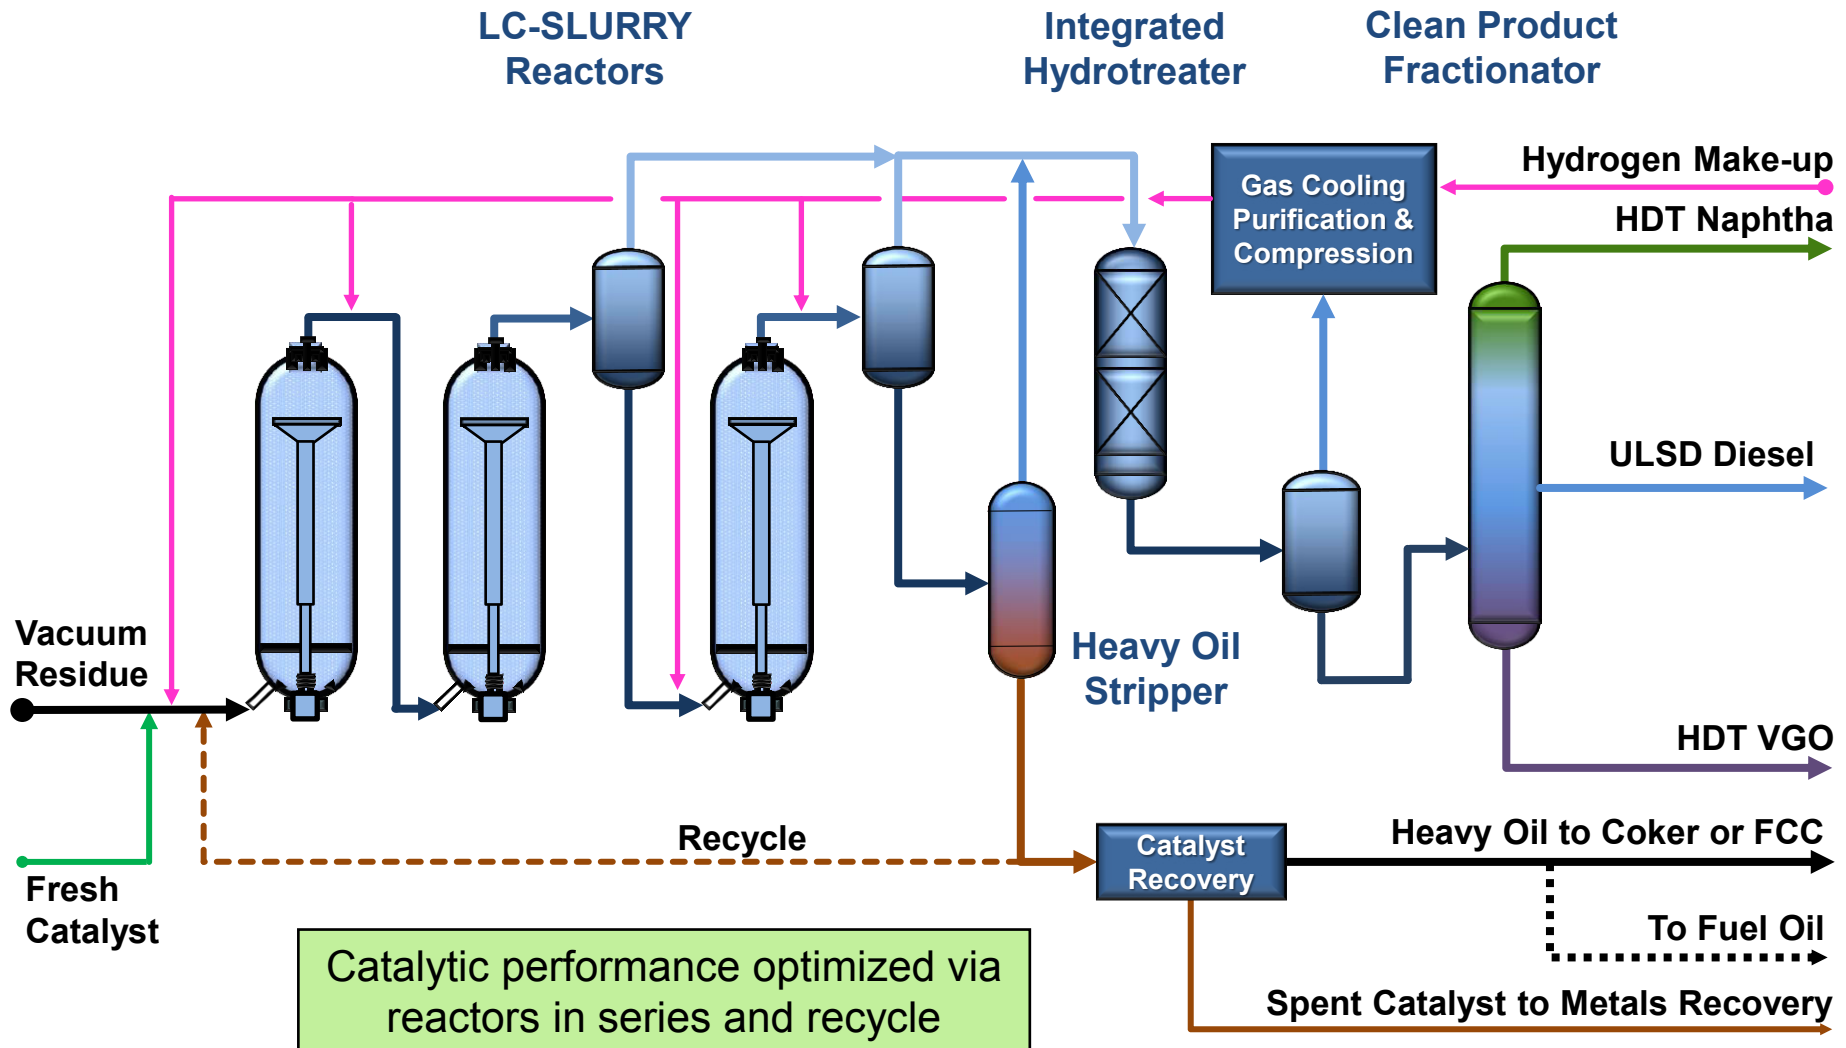 LC-SLURRY
Reactors
Integrated
Hydrotreater
Clean Product
Fractionator
Gas Cooling
Purification &
Compression
Hydrogen Make-up
HDT Naphtha
ULSD Diesel
Vacuum
Residue
Heavy Oil
Stripper
HDT VGO
Recycle
Catalyst
Recovery
Heavy Oil to Coker or FCC
Fresh
Catalyst
To Fuel Oil
Catalytic performance optimized via
reactors in series and recycle
Spent Catalyst to Metals Recovery